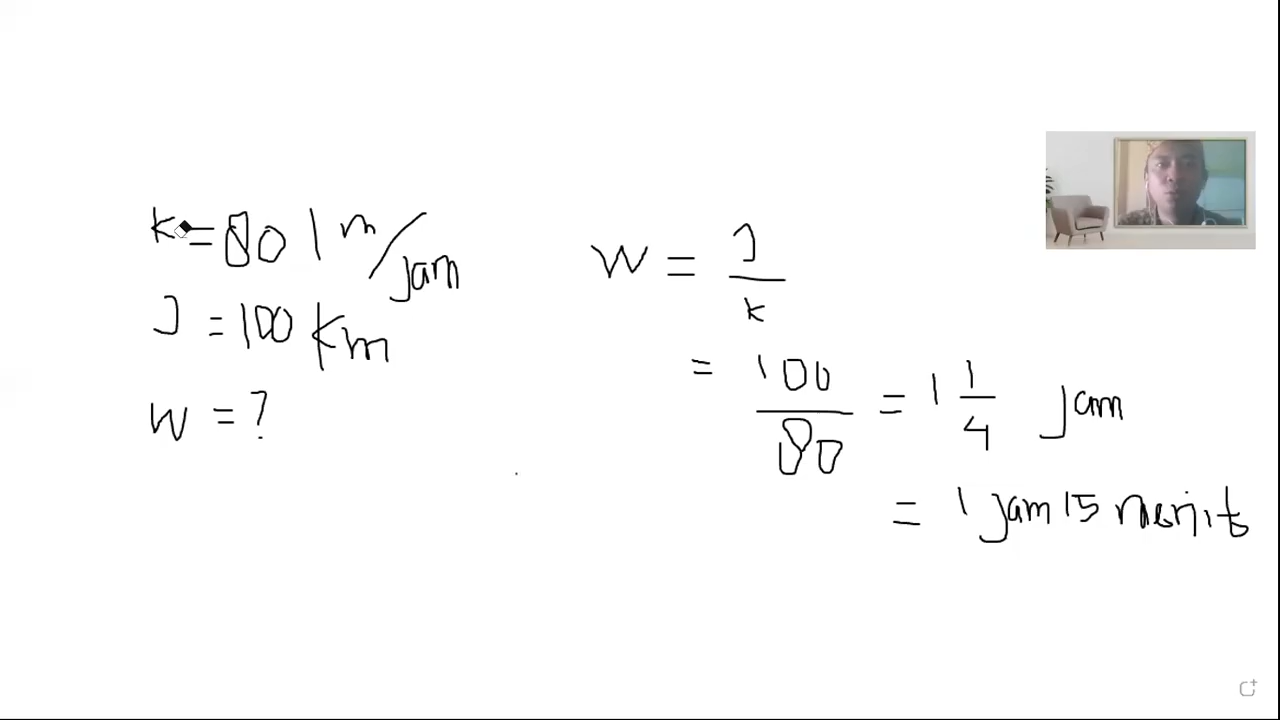 K = 80 km/jam
J = 100 km
W = ?
W = J/K
= 100/80 = 1 1/4 jam
= 1 jam 15 menit